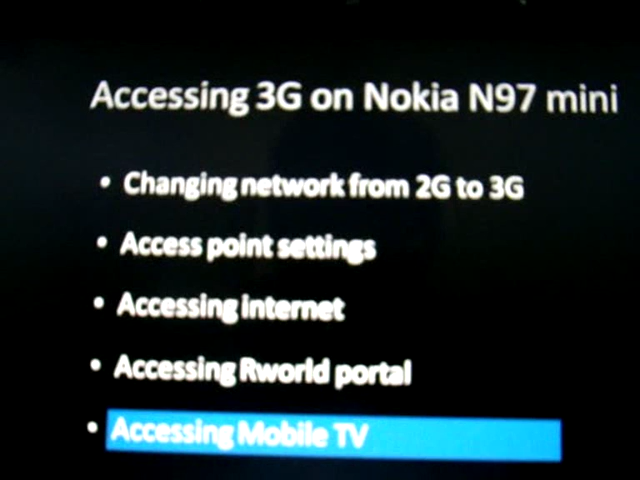 Accessing 3G on Nokia N97 mini
• Changing network from 2G to 3G
• Access point settings
• Accessing internet
• Accessing Rworld portal
• Accessing Mobile TV